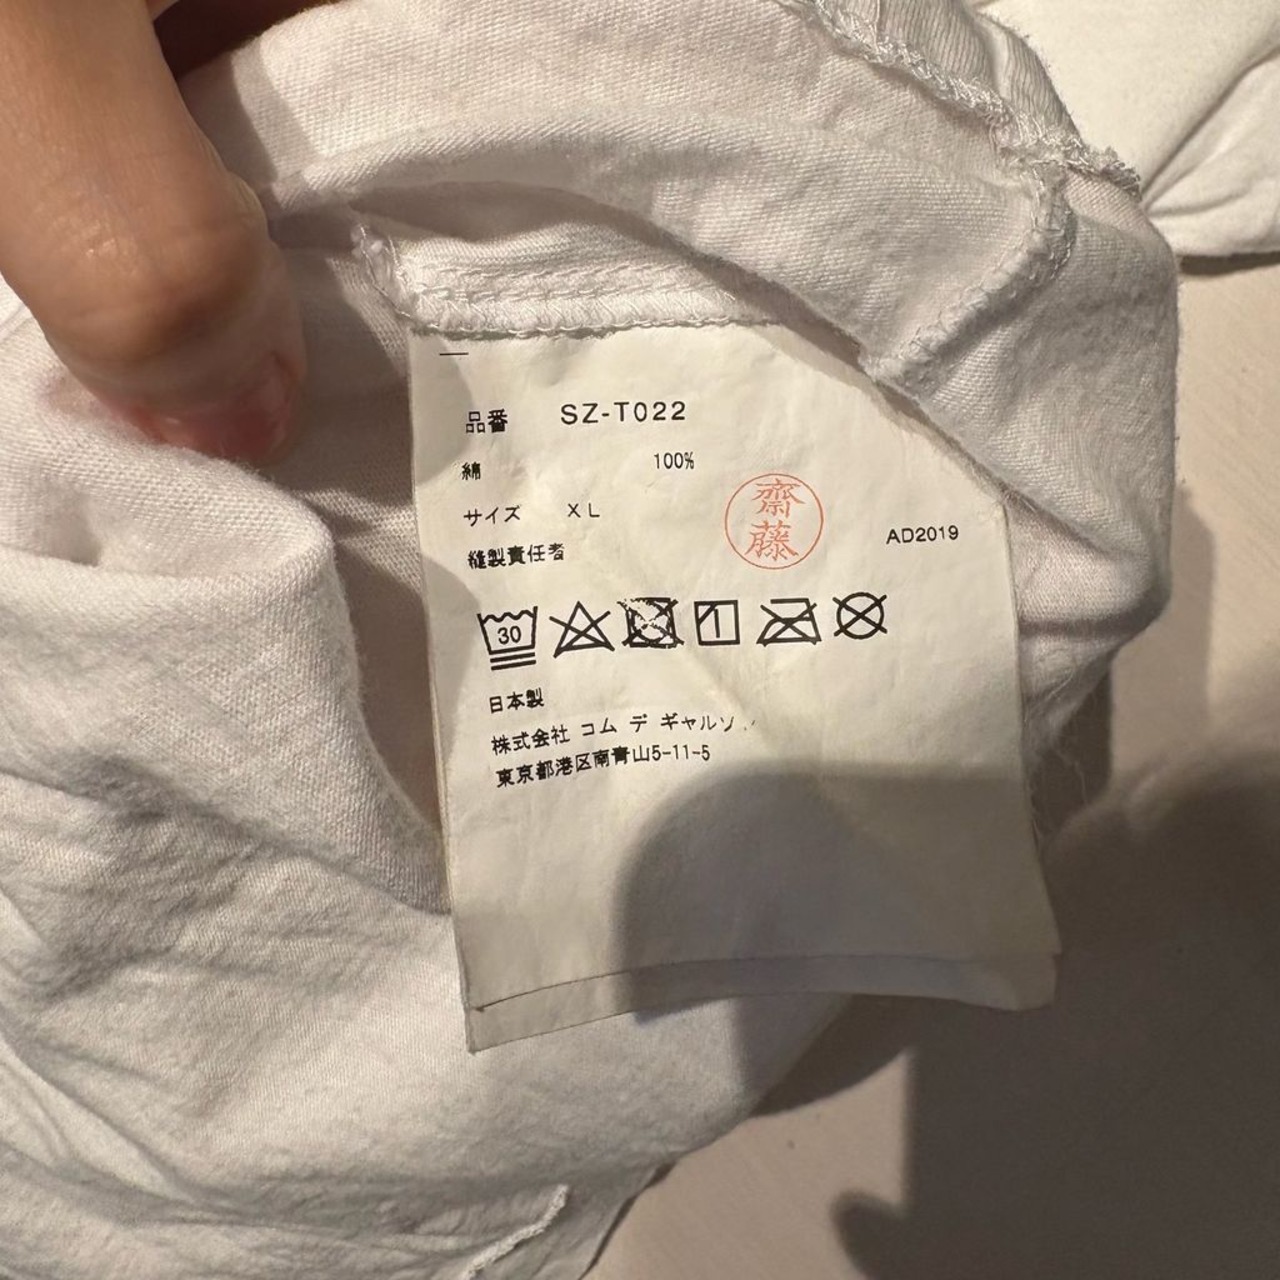 品番 SZ-T022
綿 100%
サイズ XL
縫製責任者
齋藤
AD2019
30
日本製
株式会社 コム デ ギャルソ
東京都港区南青山5-11-5